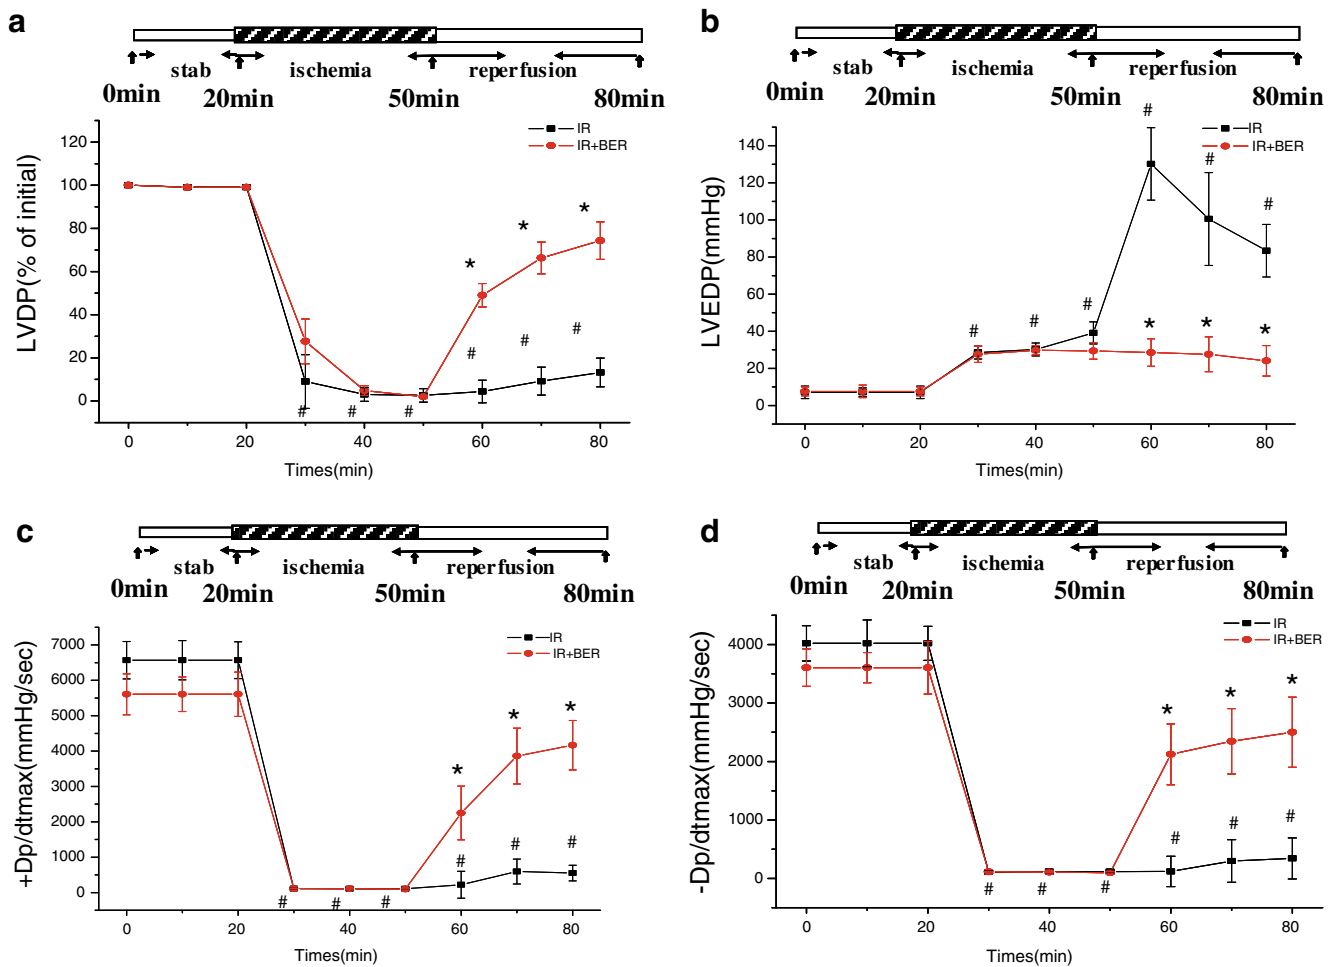 a
stab
ischemia
reperfusion
0min
20min
50min
80min
IR
IR+BER
LVDP(% of initial)
120
100
80
60
40
20
0
*
*
*
#
#
#
#
#
#
0
20
40
60
80
Times(min)
b
stab
ischemia
reperfusion
0min
20min
50min
80min
IR
IR+BER
LVEDP(mmHg)
140
120
100
80
60
40
20
0
#
#
#
#
#
#
*
*
*
0
20
40
60
80
Times(min)
c
stab
ischemia
reperfusion
0min
20min
50min
80min
IR
IR+BER
+Dp/dtmax(mmHg/sec)
7000
6000
5000
4000
3000
2000
1000
0
*
*
*
#
#
#
#
#
#
0
20
40
60
80
Times(min)
d
stab
ischemia
reperfusion
0min
20min
50min
80min
IR
IR+BER
-Dp/dtmax(mmHg/sec)
4000
3000
2000
1000
0
*
*
*
#
#
#
#
#
#
0
20
40
60
80
Times(min)